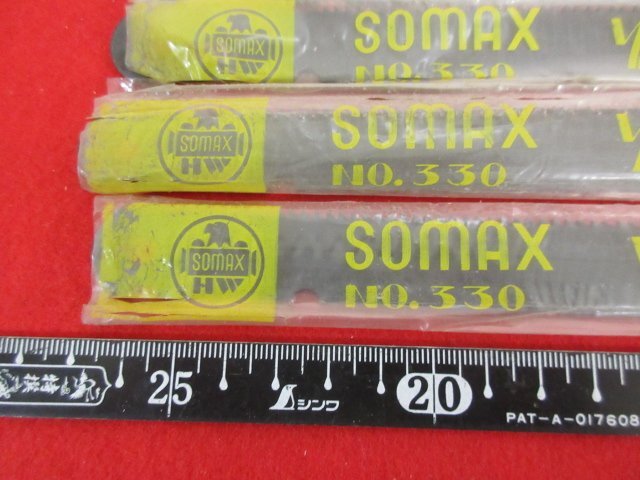 SOMAX
HW
SOMAX
NO.330
SOMAX
HW
SOMAX
NO.330
SOMAX
HW
SOMAX
NO.330
25
シンワ
20
PAT-A-017608